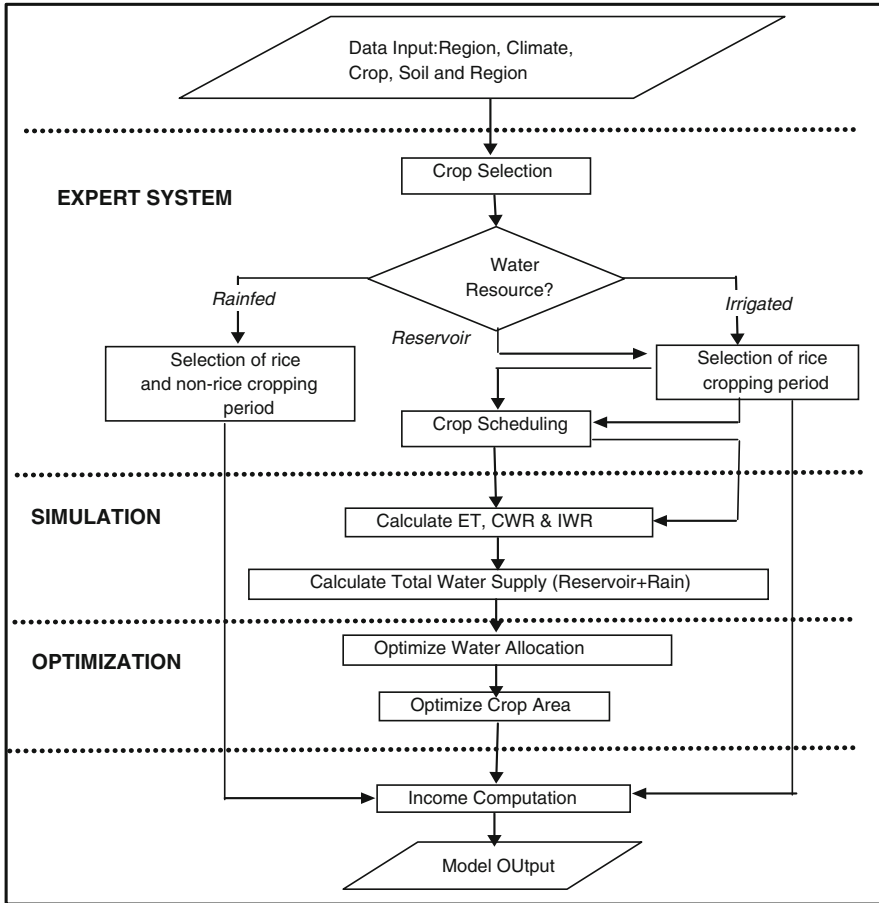 Data Input:Region, Climate,
Crop, Soil and Region
Crop Selection
EXPERT SYSTEM
Water
Resource?
Rainfed
Irrigated
Reservoir
Selection of rice
and non-rice cropping
period
Selection of rice
cropping period
Crop Scheduling
SIMULATION
Calculate ET, CWR & IWR
Calculate Total Water Supply (Reservoir+Rain)
OPTIMIZATION
Optimize Water Allocation
Optimize Crop Area
Income Computation
Model OUtput